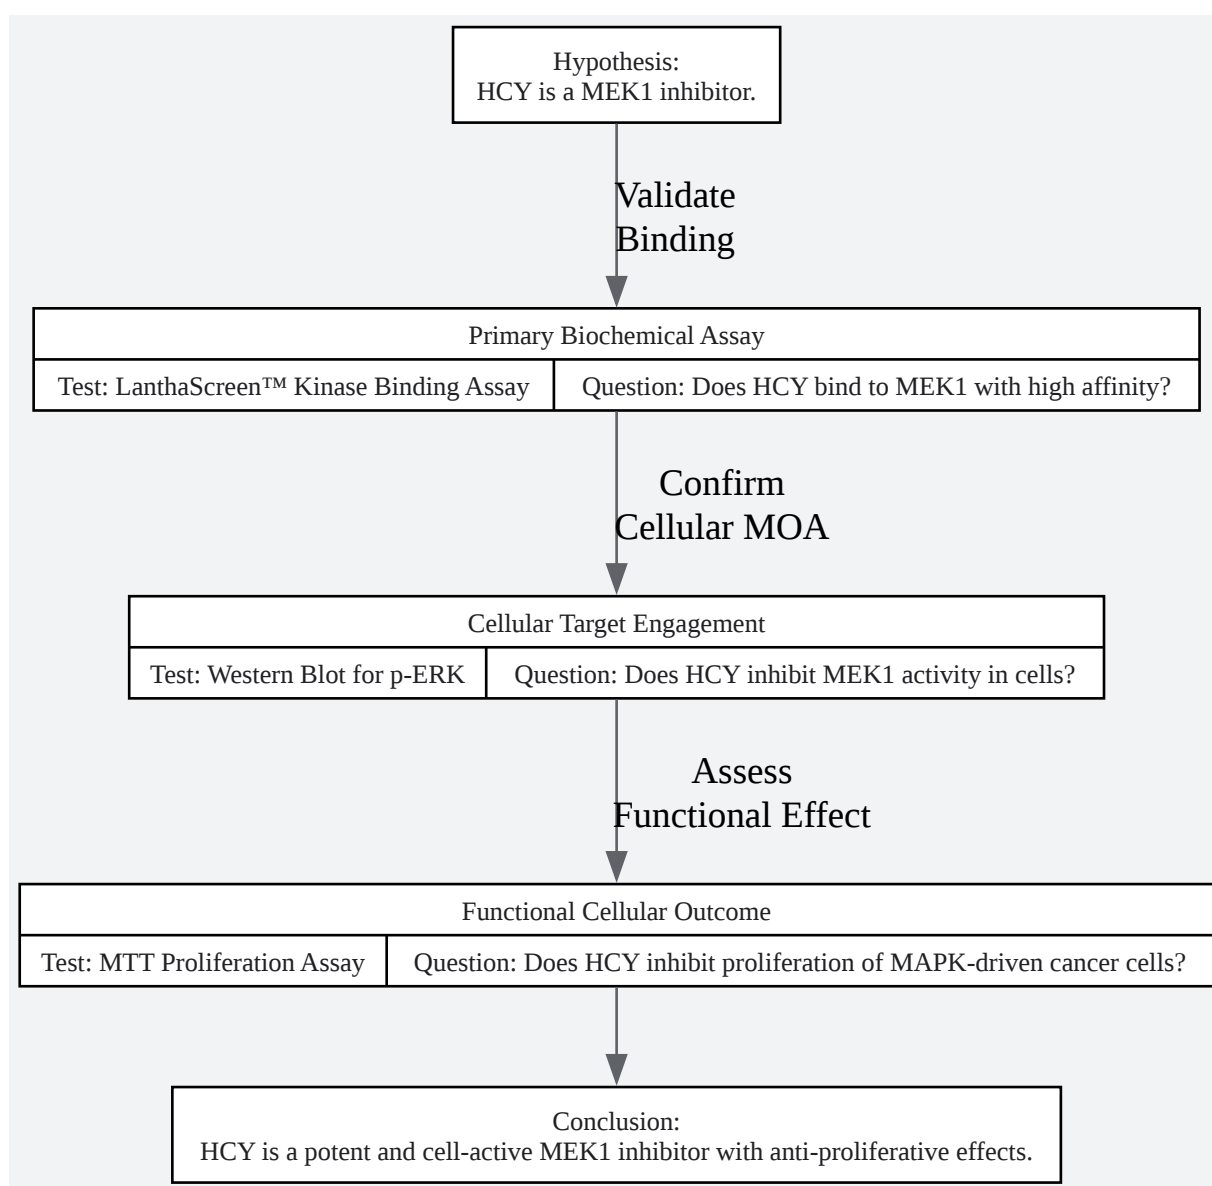 Hypothesis:
HCY is a MEK1 inhibitor.
Validate
Binding
Primary Biochemical Assay
Test: LanthaScreen™ Kinase Binding Assay
Question: Does HCY bind to MEK1 with high affinity?
Confirm
Cellular MOA
Cellular Target Engagement
Test: Western Blot for p-ERK
Question: Does HCY inhibit MEK1 activity in cells?
Assess
Functional Effect
Functional Cellular Outcome
Test: MTT Proliferation Assay
Question: Does HCY inhibit proliferation of MAPK-driven cancer cells?
Conclusion:
HCY is a potent and cell-active MEK1 inhibitor with anti-proliferative effects.